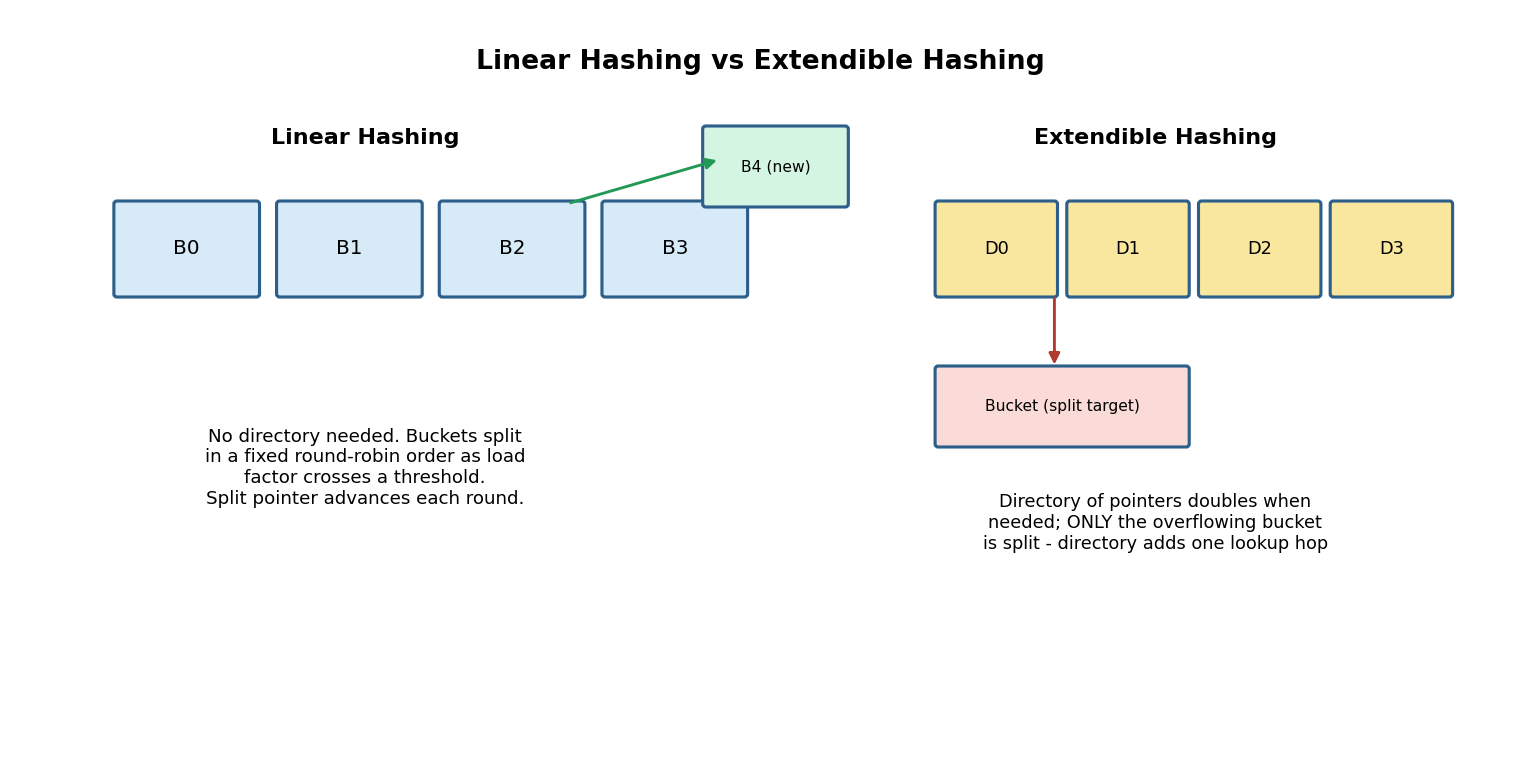 Linear Hashing vs Extendible Hashing
Linear Hashing
B4 (new)
B0
B1
B2
B3
No directory needed. Buckets split
in a fixed round-robin order as load
factor crosses a threshold.
Split pointer advances each round.
Extendible Hashing
D0
D1
D2
D3
Bucket (split target)
Directory of pointers doubles when
needed; ONLY the overflowing bucket
is split - directory adds one lookup hop